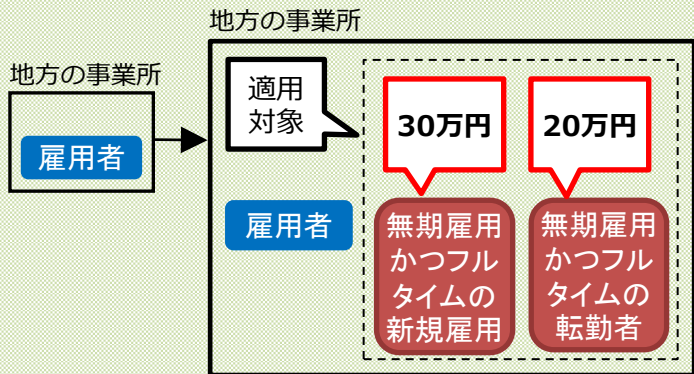 地方の事業所
地方の事業所
雇用者
適用
対象
30万円
20万円
雇用者
無期雇用
かつフル
タイムの
新規雇用
無期雇用
かつフル
タイムの
転勤者